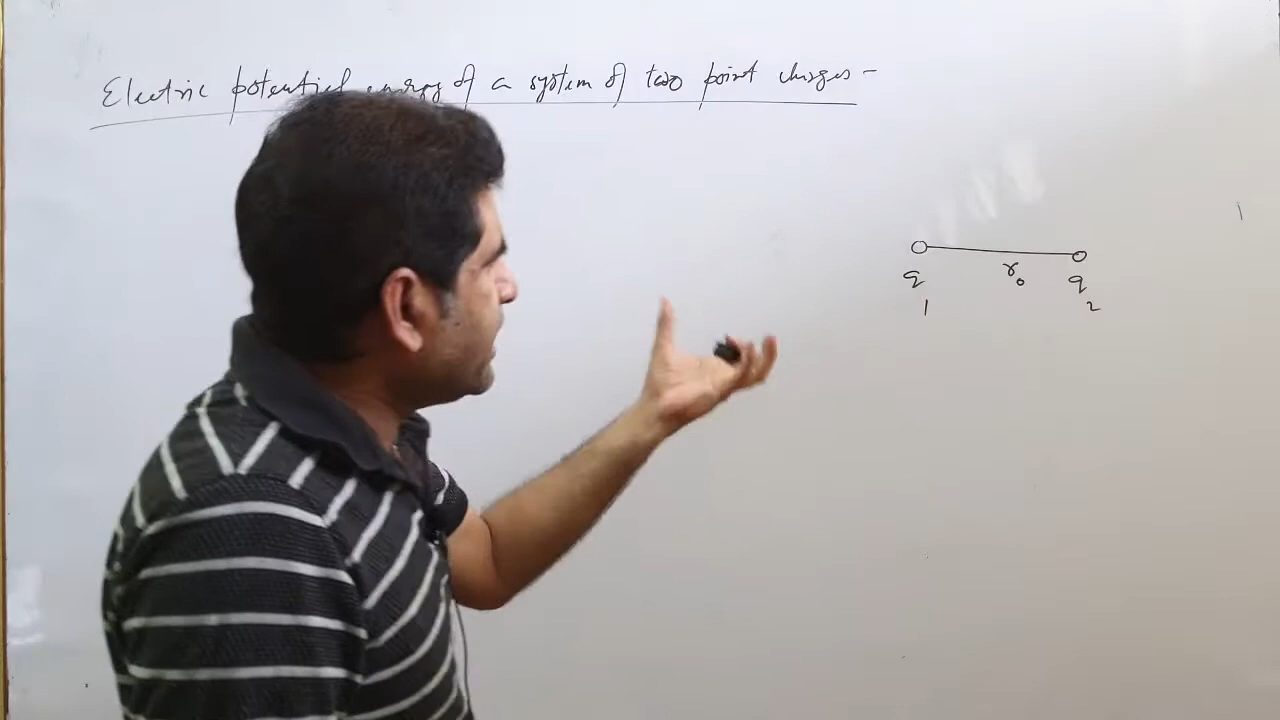 Electric potential energy of a system of two point charges -
r₀
q₁ q₂